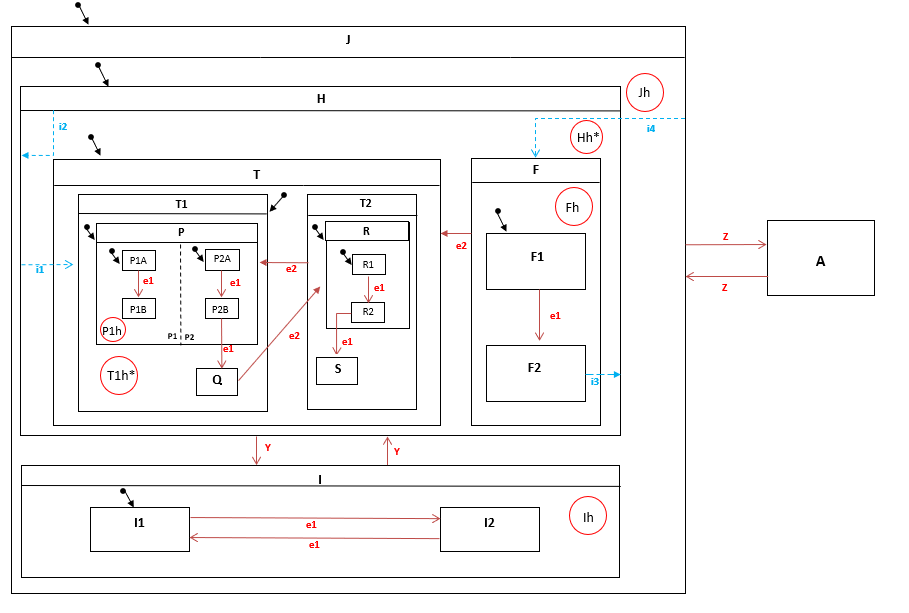 J
Jh
H
i2
Hh*
i4
T
F
T1
T2
Fh
P
R
P1A
P2A
R1
F1
e2
Z
i1
e1
e1
e2
e1
A
Z
P1B
P2B
R2
P1h
P1
P2
e2
e1
e1
e1
T1h*
Q
S
F2
i3
Y
Y
I
I1
I2
Ih
e1
e1